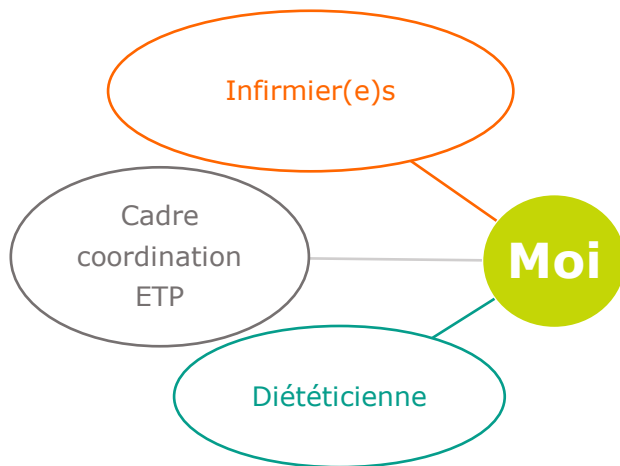 Infirmier(e)s
Cadre
coordination
ETP
Moi
Diététicienne